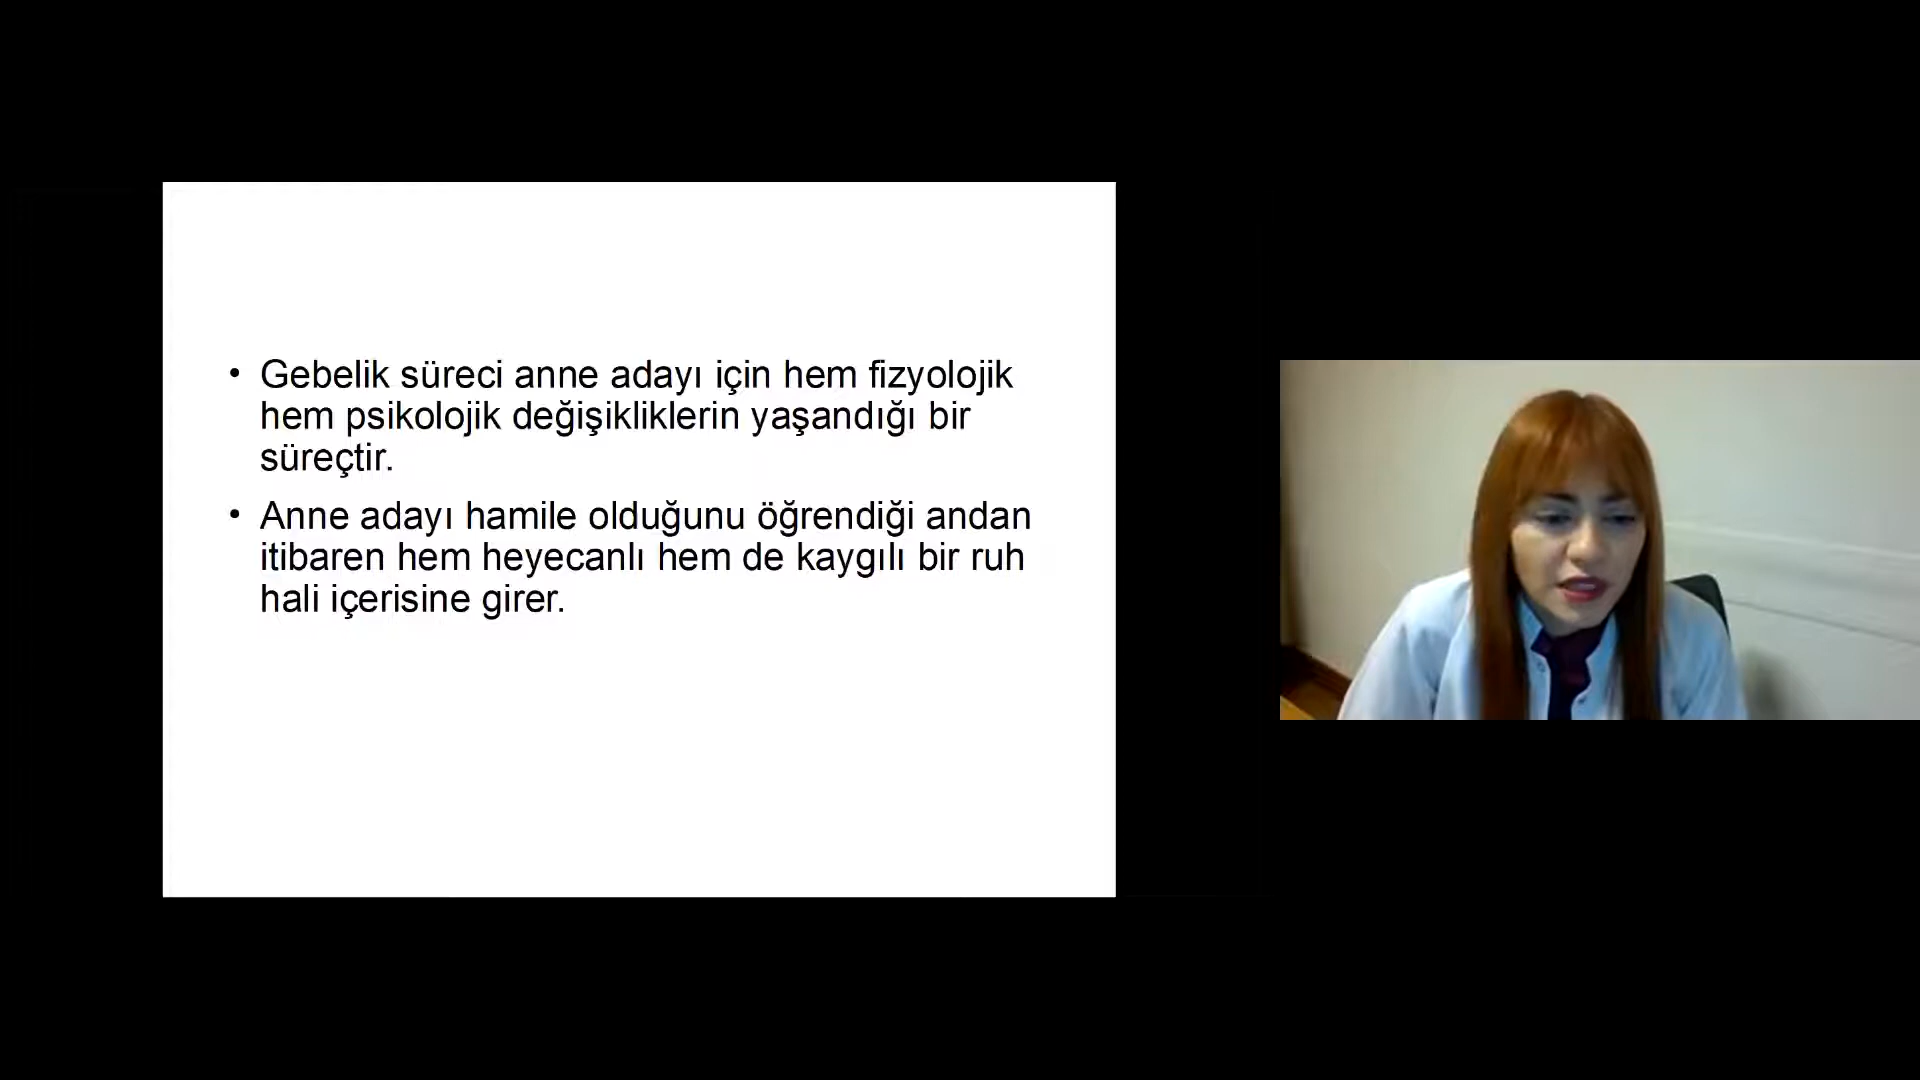 • Gebelik süreci anne adayı için hem fizyolojik
hem psikolojik değişikliklerin yaşandığı bir
süreçtir.
• Anne adayı hamile olduğunu öğrendiği andan
itibaren hem heyecanlı hem de kaygılı bir ruh
hali içerisine girer.